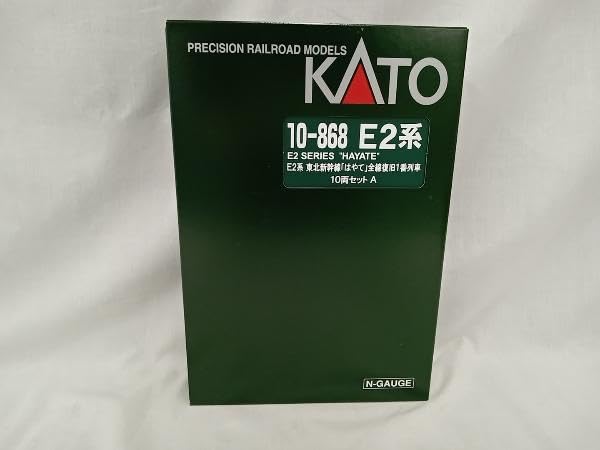 PRECISION RAILROAD MODELS
KATO
10-868 E2系
E2 SERIES "HAYATE"
E2系 東北新幹線「はやて」全線復旧1番列車
10両セット A
N-GAUGE